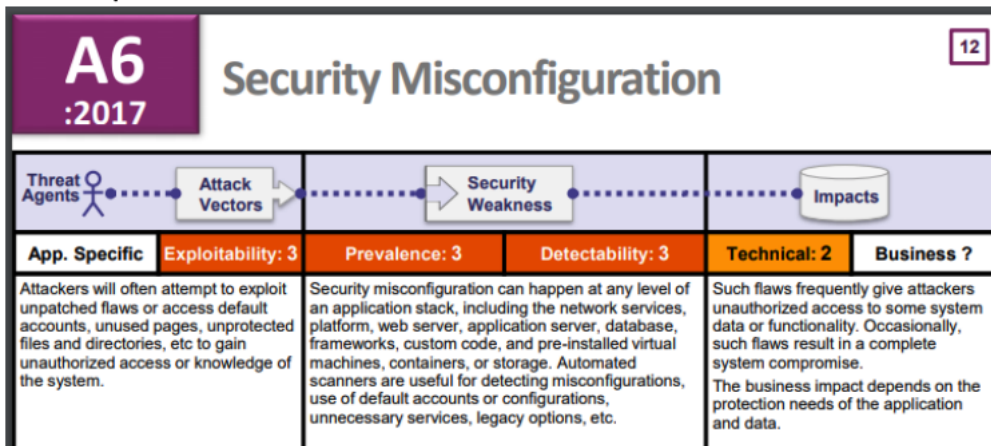 A6
:2017
Security Misconfiguration
12
Threat
Agents
Attack
Vectors
Security
Weakness
Impacts
App. Specific
Exploitability: 3
Prevalence: 3
Detectability: 3
Technical: 2
Business ?
Attackers will often attempt to exploit
unpatched flaws or access default
accounts, unused pages, unprotected
files and directories, etc to gain
unauthorized access or knowledge of
the system.
Security misconfiguration can happen at any level of
an application stack, including the network services,
platform, web server, application server, database,
frameworks, custom code, and pre-installed virtual
machines, containers, or storage. Automated
scanners are useful for detecting misconfigurations,
use of default accounts or configurations,
unnecessary services, legacy options, etc.
Such flaws frequently give attackers
unauthorized access to some system
data or functionality. Occasionally,
such flaws result in a complete
system compromise.
The business impact depends on the
protection needs of the application
and data.